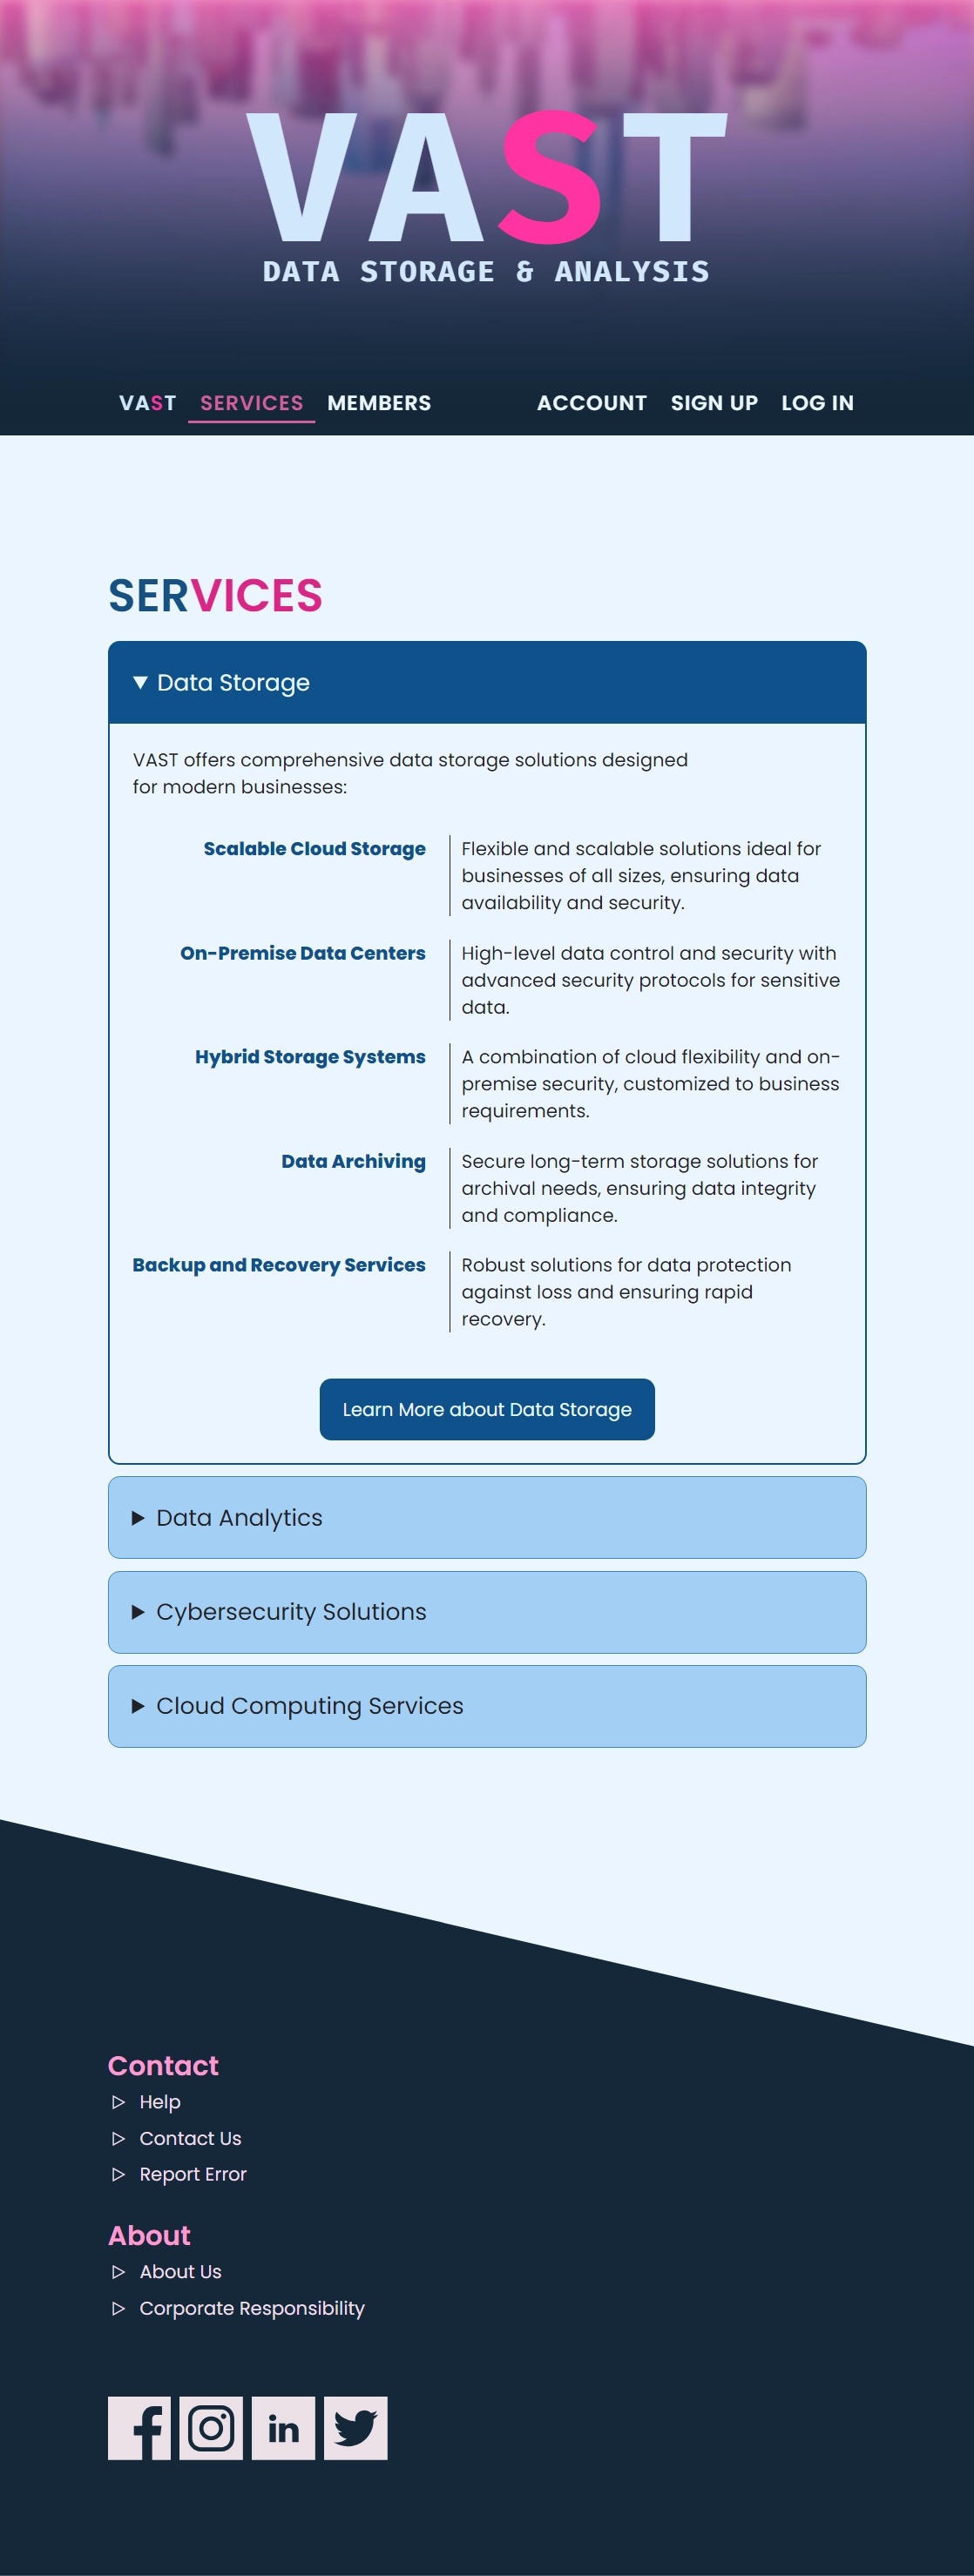 VAST
DATA STORAGE & ANALYSIS
VAST SERVICES MEMBERS ACCOUNT SIGN UP LOG IN
SERVICES
Data Storage
VAST offers comprehensive data storage solutions designed
for modern businesses:
Scalable Cloud Storage
Flexible and scalable solutions ideal for
businesses of all sizes, ensuring data
availability and security.
On-Premise Data Centers
High-level data control and security with
advanced security protocols for sensitive
data.
Hybrid Storage Systems
A combination of cloud flexibility and on-
premise security, customized to business
requirements.
Data Archiving
Secure long-term storage solutions for
archival needs, ensuring data integrity
and compliance.
Backup and Recovery Services
Robust solutions for data protection
against loss and ensuring rapid
recovery.
Learn More about Data Storage
Data Analytics
Cybersecurity Solutions
Cloud Computing Services
Contact
Help
Contact Us
Report Error
About
About Us
Corporate Responsibility